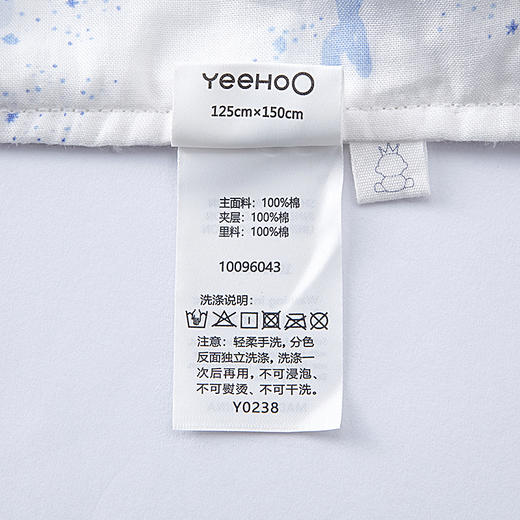 YeeHoO
125cm×150cm
主面料：100%棉
夹层：100%棉
里料：100%棉
10096043
洗涤说明：
注意：轻柔手洗，分色
反面独立洗涤，洗涤一
次后再用，不可浸泡、
不可熨烫、不可干洗。
Y0238